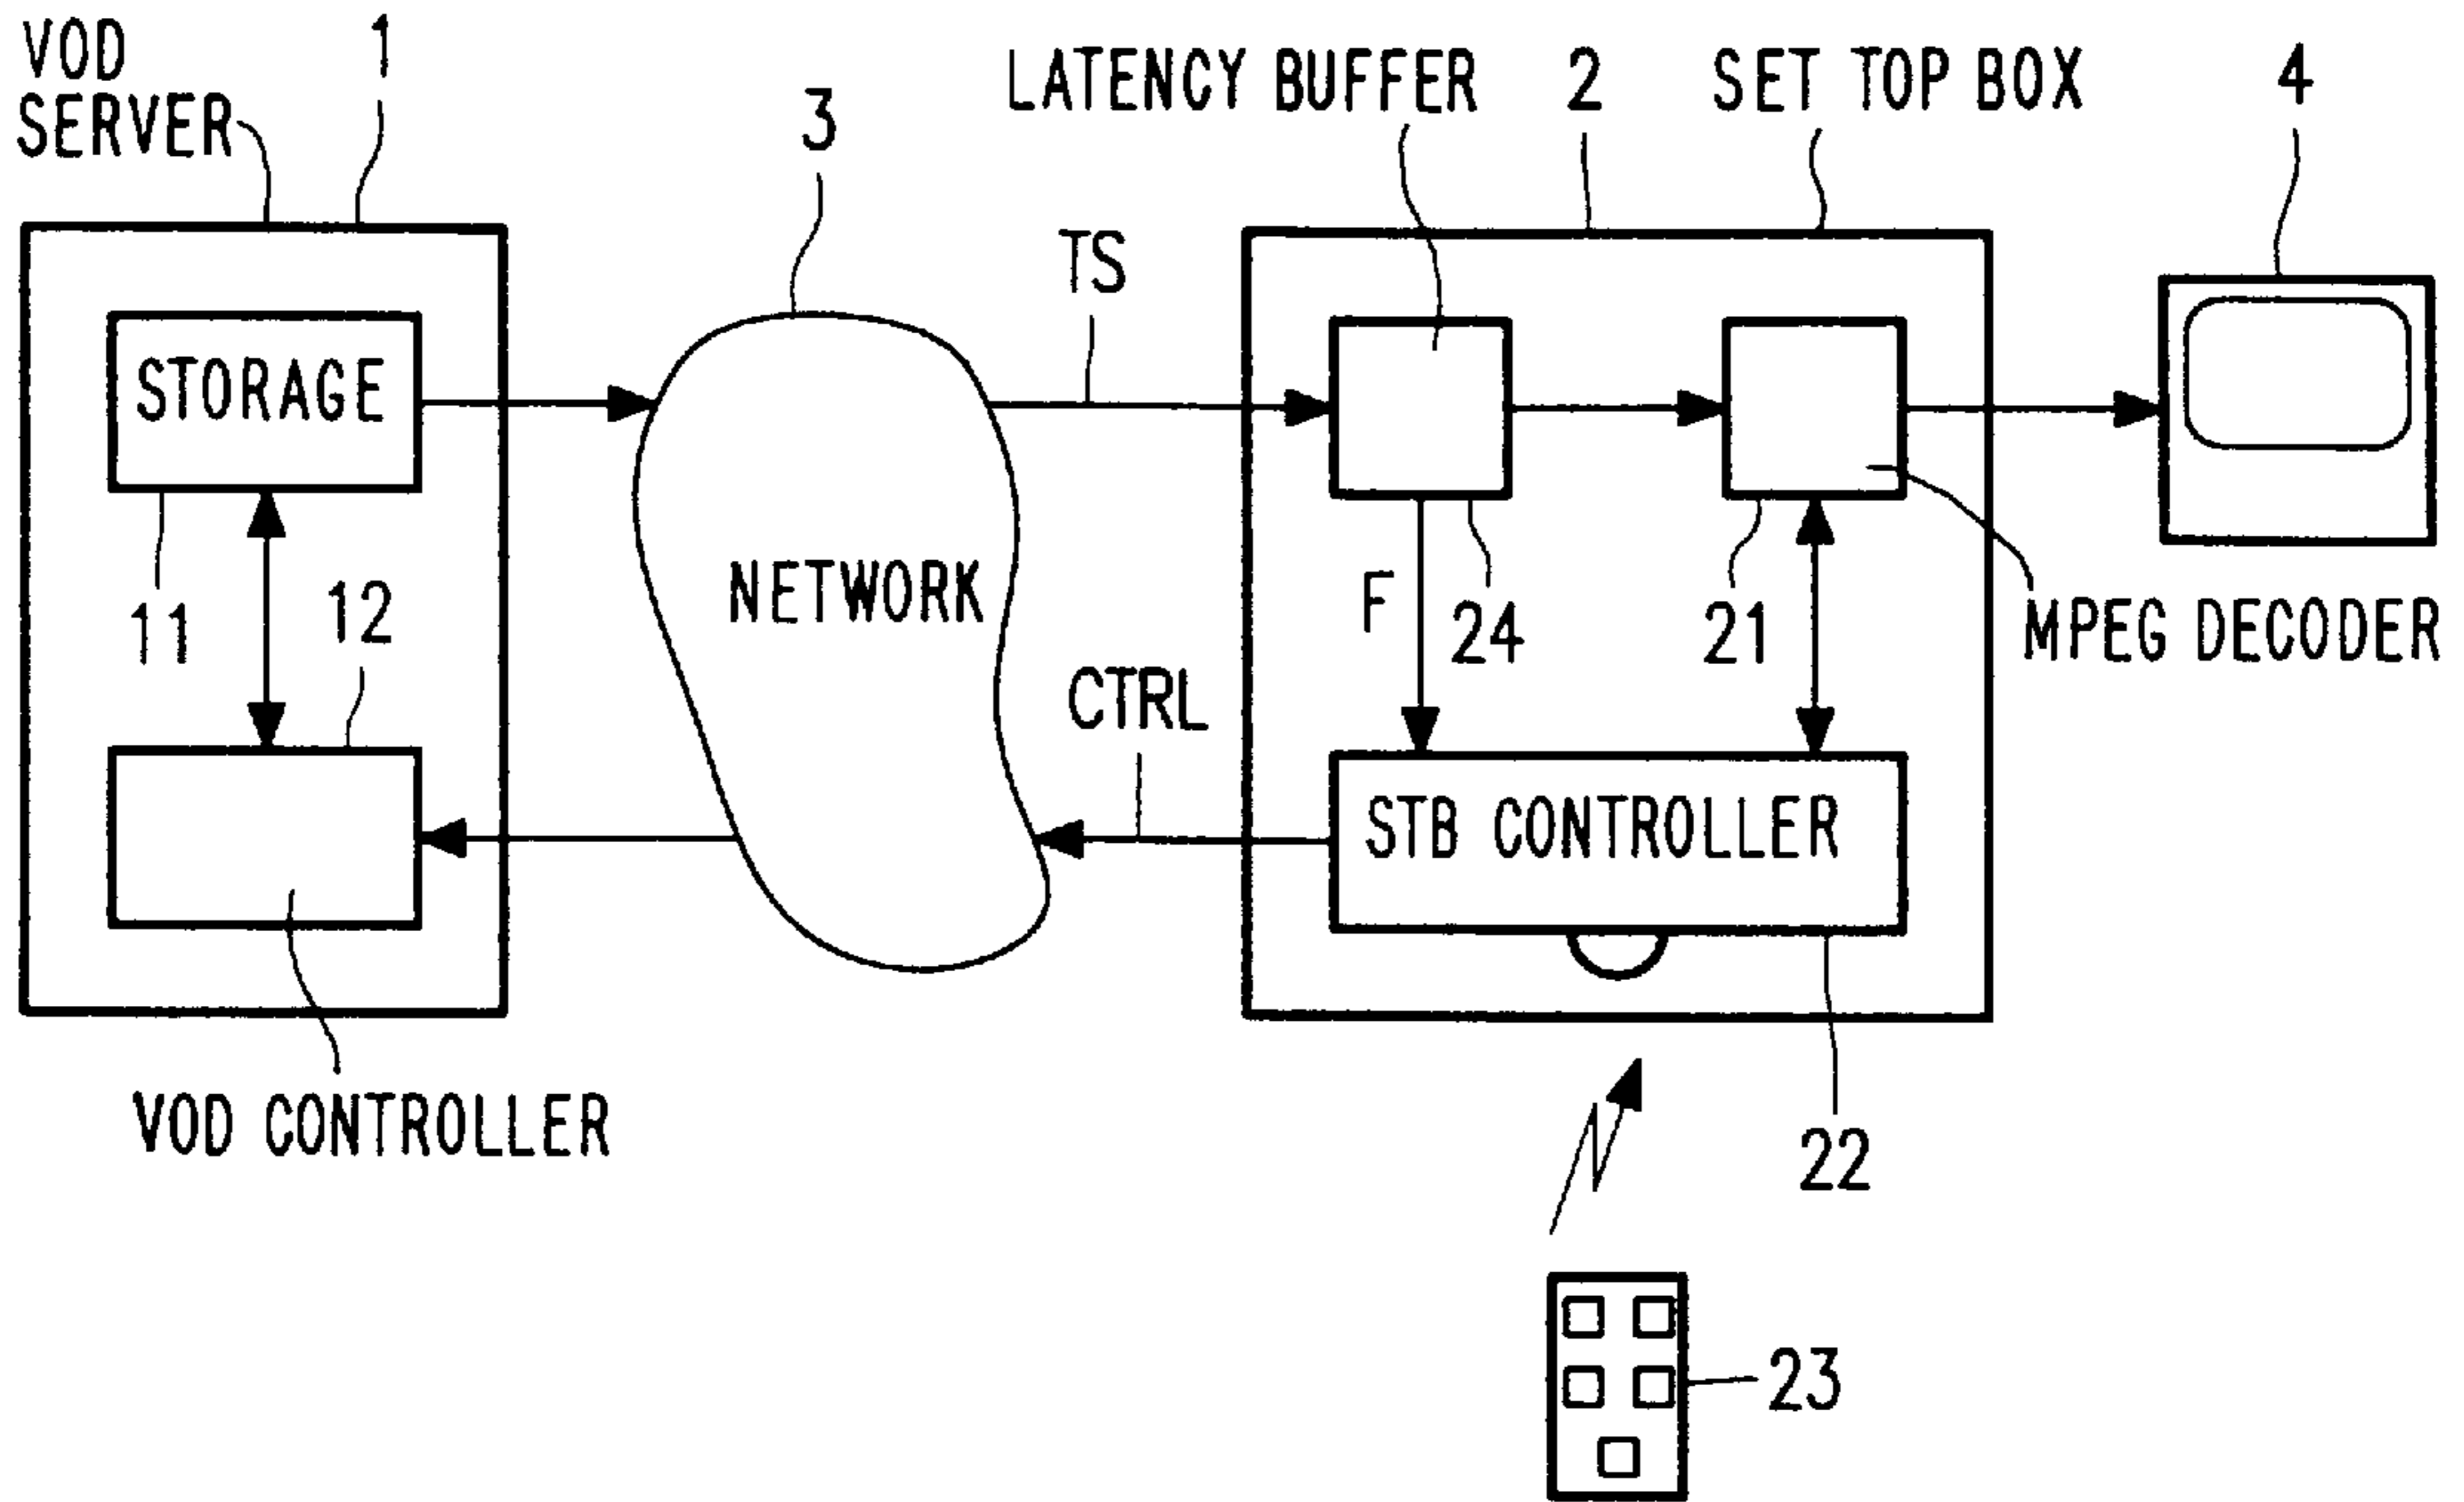 VOD
SERVER
1
3
LATENCY BUFFER
2
SET TOP BOX
4
TS
STORAGE
11
12
NETWORK
F
24
21
MPEG DECODER
CTRL
STB CONTROLLER
VOD CONTROLLER
22
23